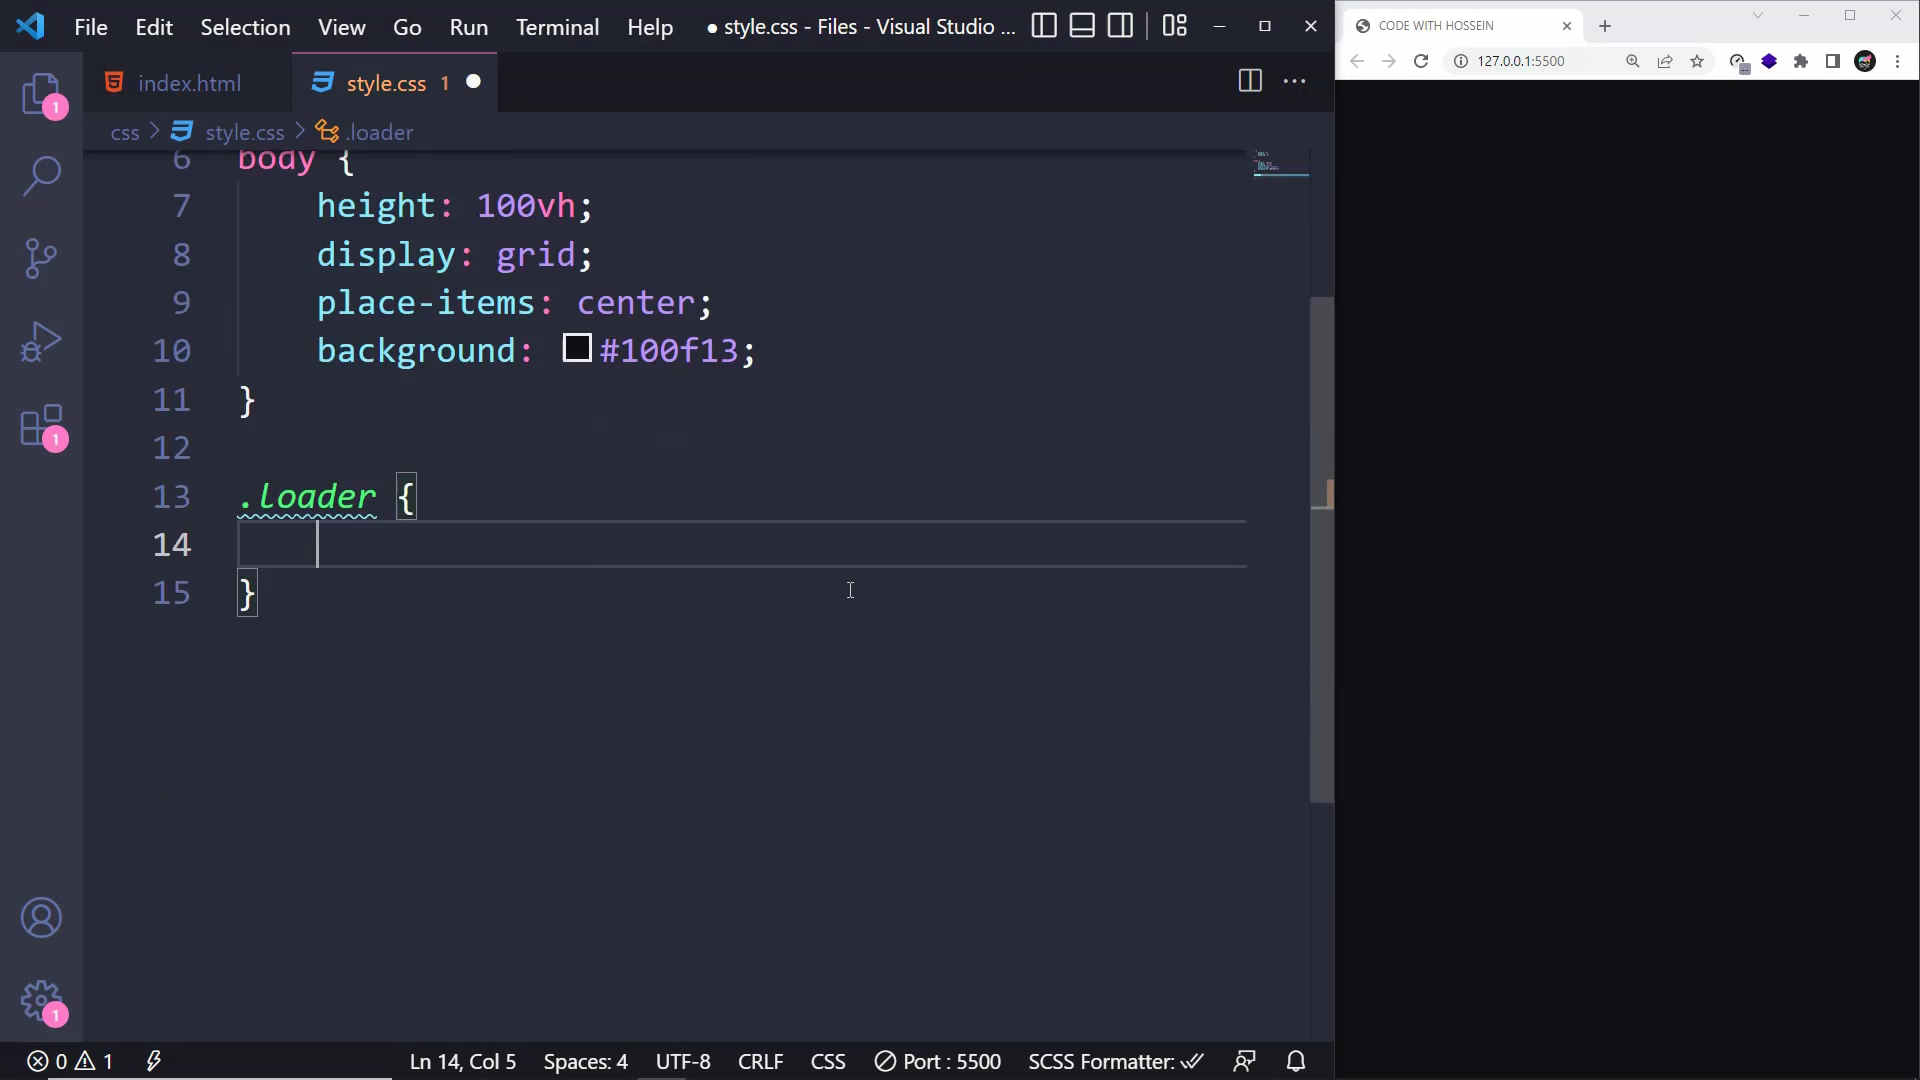 File Edit Selection View Go Run Terminal Help ● style.css - Files - Visual Studio ...
CODE WITH HOSSEIN
index.html
style.css 1
127.0.0.1:5500
css > style.css > .loader
6 body {
7 height: 100vh;
8 display: grid;
9 place-items: center;
10 background: #100f13;
11 }
12
13 .loader {
14
15 }
1
1
1
0 1 Ln 14, Col 5 Spaces: 4 UTF-8 CRLF CSS Port : 5500 SCSS Formatter: